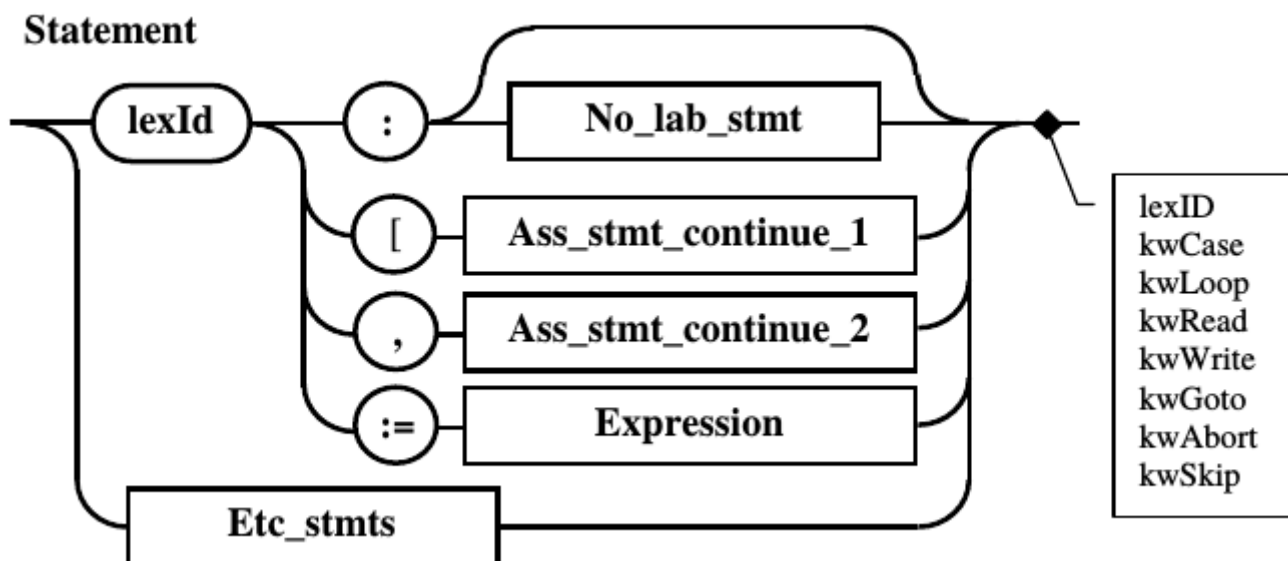 Statement
lexId : No_lab_stmt
[ Ass_stmt_continue_1
, Ass_stmt_continue_2
:= Expression
Etc_stmts
lexID
kwCase
kwLoop
kwRead
kwWrite
kwGoto
kwAbort
kwSkip